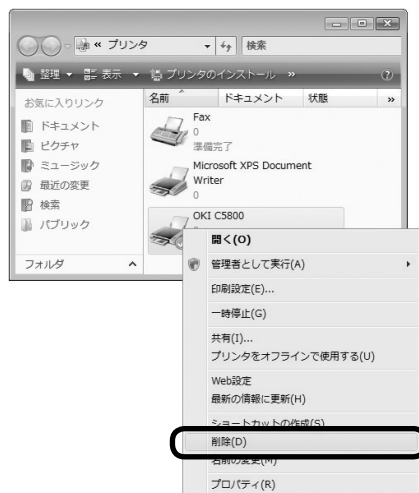 « プリンタ
検索
整理
表示
プリンタのインストール »
お気に入りリンク
ドキュメント
ピクチャ
ミュージック
最近の変更
検索
パブリック
フォルダ
名前 ドキュメント 状態 »
Fax
0
準備完了
Microsoft XPS Document
Writer
0
OKI C5800
開く(O)
管理者として実行(A)
印刷設定(E)...
一時停止(G)
共有(I)...
プリンタをオフラインで使用する(U)
Web設定
最新の情報に更新(H)
ショートカットの作成(S)
削除(D)
名前の変更(M)
プロパティ(R)